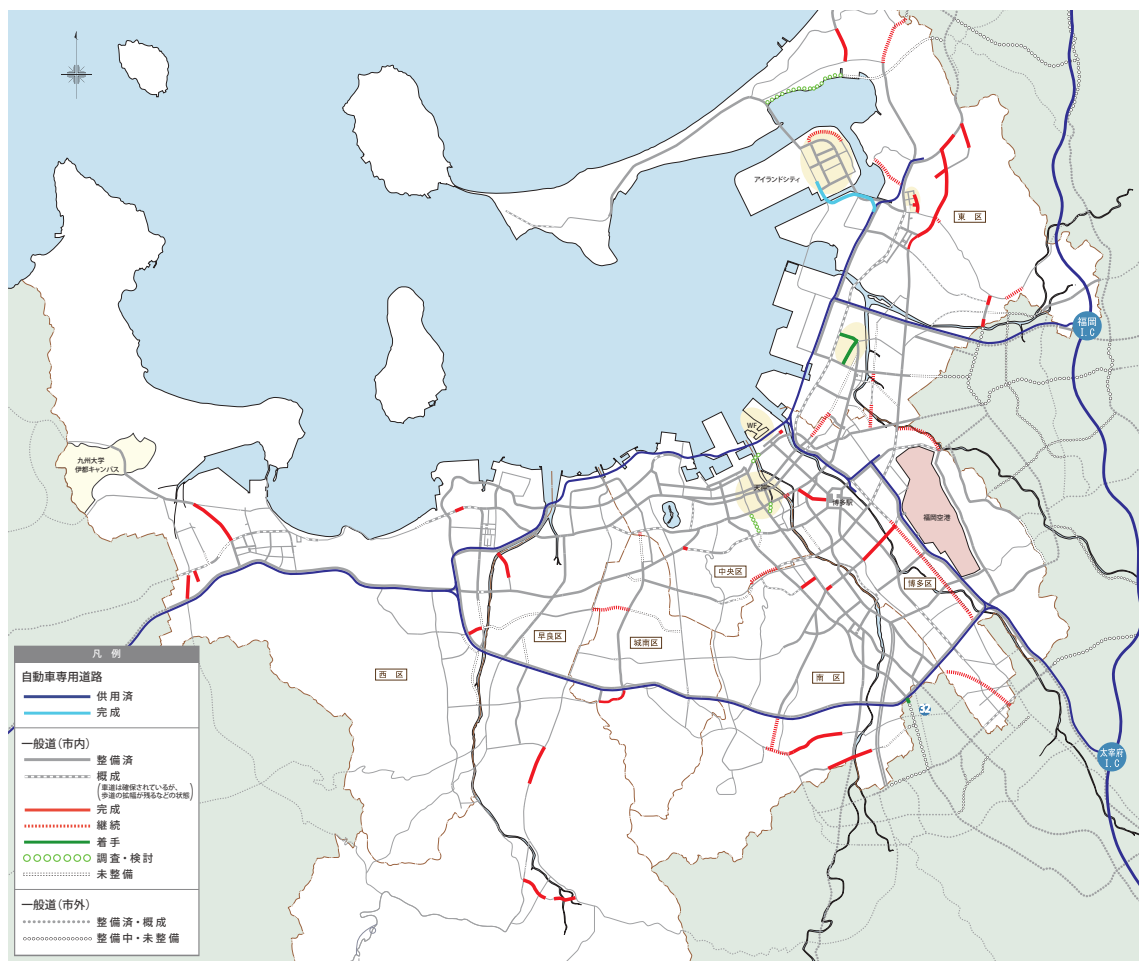 アイランドシティ
東 区
福岡
I.C
WF
九州大学
伊都キャンパス
天神
博多駅
福岡空港
中央区
博多区
早良区
城南区
西 区
南 区
32
太宰府
I.C
凡 例
自動車専用道路
供用済
完成
一般道(市内)
整備済
概成
(車道は確保されているが、
歩道の拡幅が残るなどの状態)
完成
継続
着手
調査・検討
未整備
一般道(市外)
整備済・概成
整備中・未整備